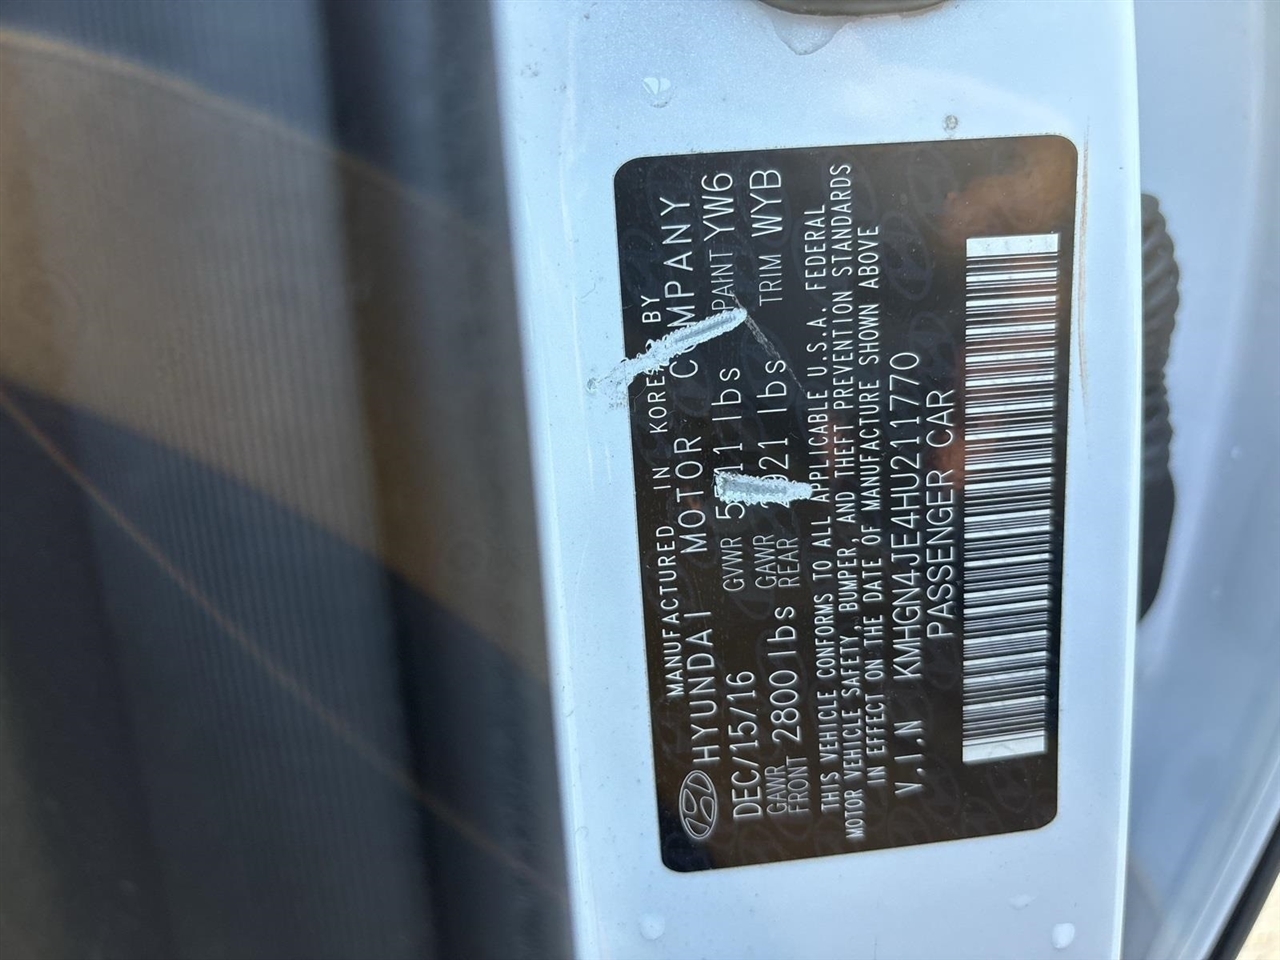 MANUFACTURED IN KOREA BY
HYUNDAI MOTOR COMPANY
DEC/15/16 GVWR lbs PAINT YW6
GAWR FRONT 2800 lbs GAWR REAR lbs TRIM WYB
THIS VEHICLE CONFORMS TO ALL APPLICABLE U.S.A. FEDERAL
MOTOR VEHICLE SAFETY, BUMPER, AND THEFT PREVENTION STANDARDS
IN EFFECT ON THE DATE OF MANUFACTURE SHOWN ABOVE
V.I.N KMHGN4JE4HU211770
PASSENGER CAR